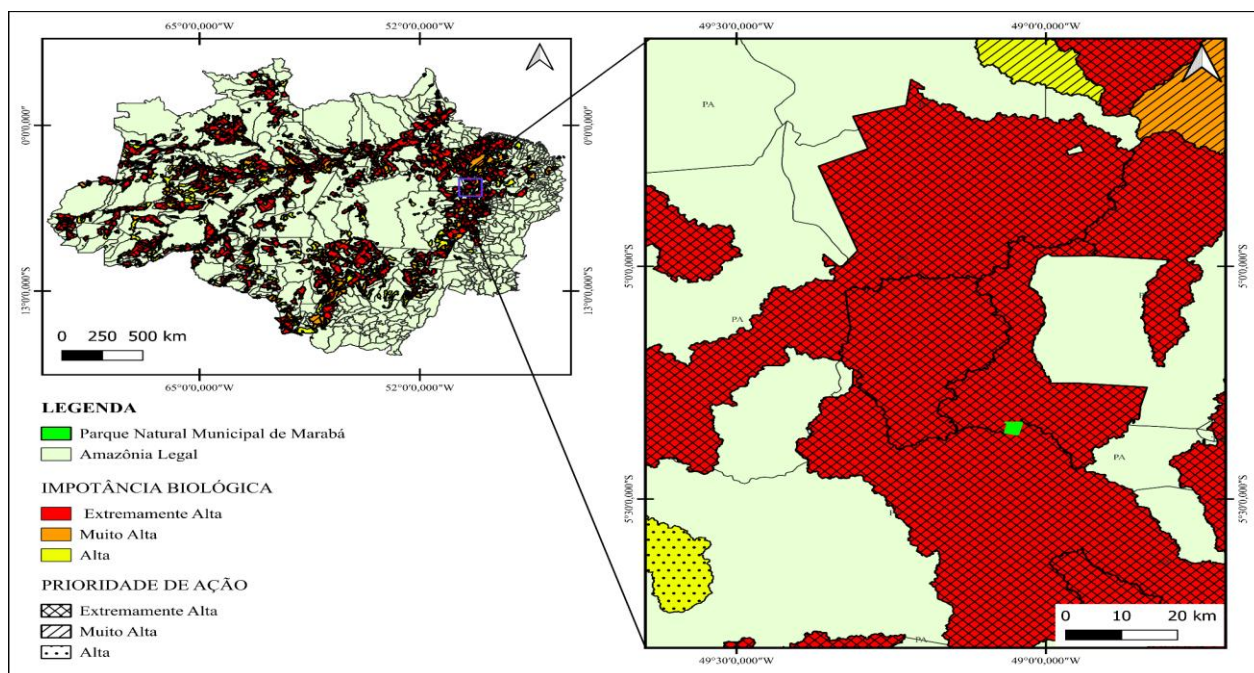 65°0'0,000"W
52°0'0,000"W
0°0'0,000"
0°0'0,000"
13°0'0,000"S
13°0'0,000"S
0 250 500 km
65°0'0,000"W
52°0'0,000"W
LEGENDA
Parque Natural Municipal de Marabá
Amazônia Legal
IMPOTÂNCIA BIOLÓGICA
Extremamente Alta
Muito Alta
Alta
PRIORIDADE DE AÇÃO
Extremamente Alta
Muito Alta
Alta
49°30'0,000"W
49°0'0,000"W
PA
5°0'0,000"S
5°0'0,000"S
PA
PA
5°30'0,000"S
5°30'0,000"S
PA
0 10 20 km
49°30'0,000"W
49°0'0,000"W